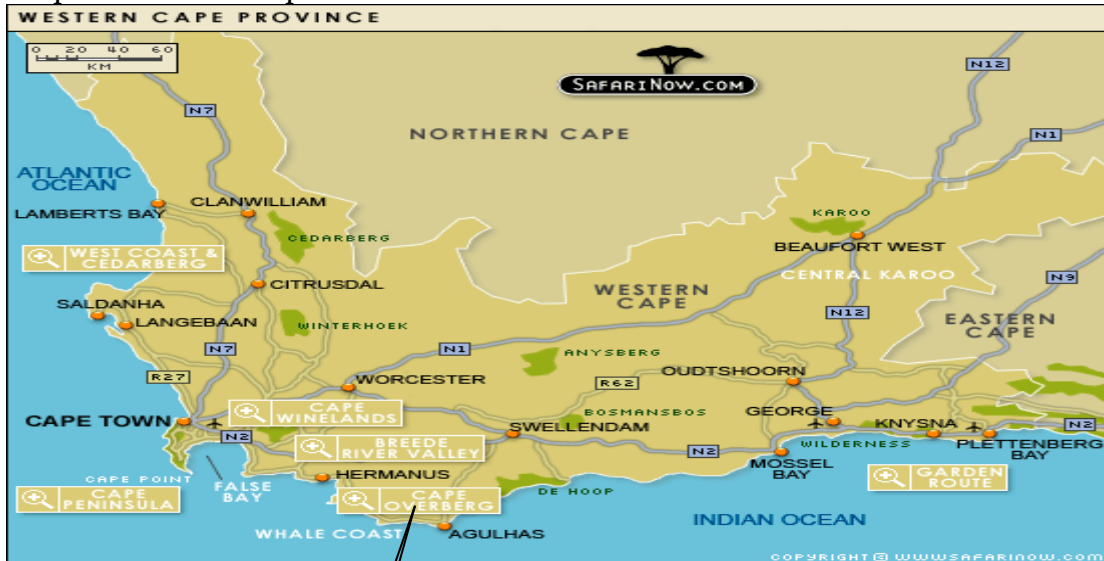 WESTERN CAPE PROVINCE
0 20 40 60
KM
SAFARINOW.COM
N12
N7
N1
NORTHERN CAPE
ATLANTIC
OCEAN
LAMBERTS BAY
CLANWILLIAM
CEDARBERG
KAROO
BEAUFORT WEST
WEST COAST &
CEDARBERG
CENTRAL KAROO
CITRUSDAL
WESTERN
CAPE
N9
SALDANHA
LANGEBAAN
WINTERHOEK
N12
EASTERN
CAPE
N7
N1
ANYSBERG
R27
WORCESTER
R62
OUDTSHOORN
CAPE TOWN
CAPE
WINELANDS
BOSMANSBOS
GEORGE
KNYSNA
N2
N2
BREEDE
RIVER VALLEY
SWELLENDAM
N2
WILDERNESS
PLETTENBERG
BAY
MOSSEL
BAY
CAPE POINT
FALSE
BAY
HERMANUS
GARDEN
ROUTE
CAPE
PENINSULA
CAPE
OVERBERG
DE HOOP
WHALE COAST
AGULHAS
INDIAN OCEAN
COPYRIGHT © WWW.SAFARINOW.COM